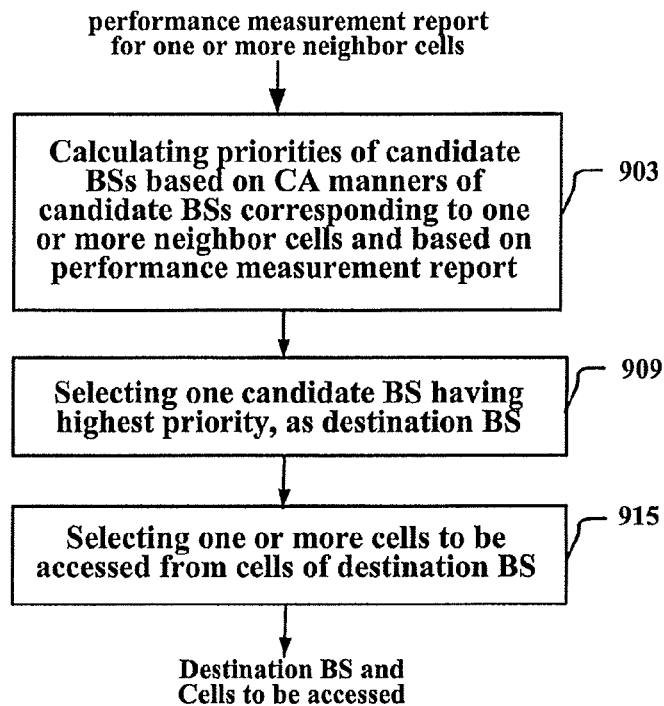 performance measurement report
for one or more neighbor cells
Calculating priorities of candidate
BSs based on CA manners of
candidate BSs corresponding to one
or more neighbor cells and based on
performance measurement report
903
Selecting one candidate BS having
highest priority, as destination BS
909
Selecting one or more cells to be
accessed from cells of destination BS
915
Destination BS and
Cells to be accessed